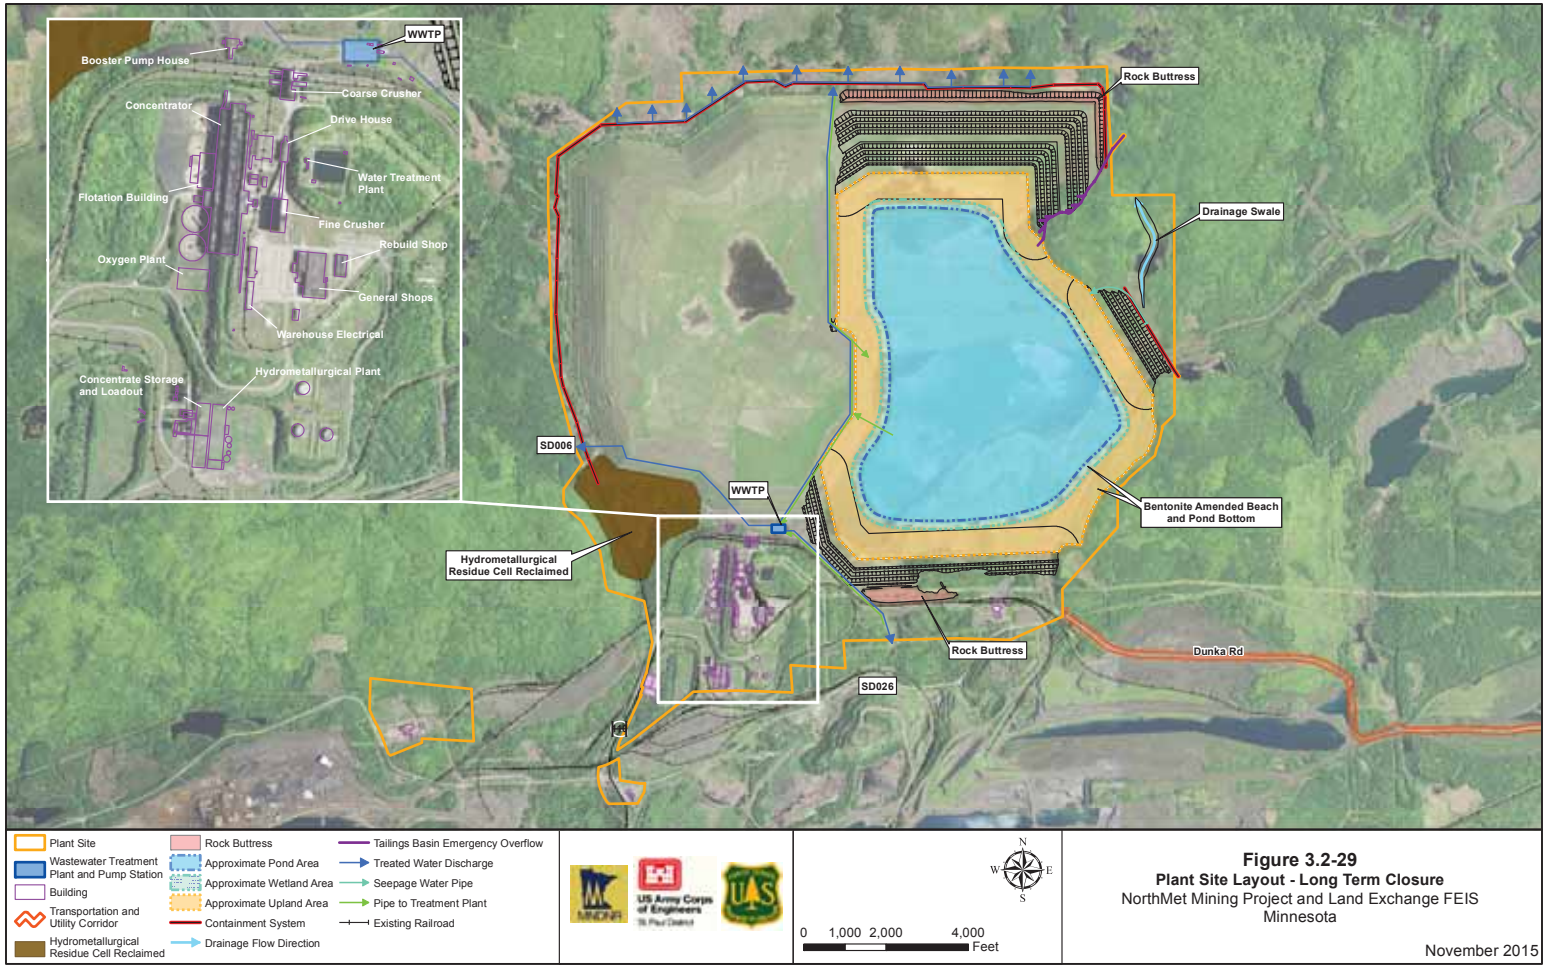 WWTP
Booster Pump House
Coarse Crusher
Concentrator
Drive House
Water Treatment
Plant
Flotation Building
Fine Crusher
Rebuild Shop
Oxygen Plant
General Shops
Warehouse Electrical
Concentrate Storage
and Loadout
Hydrometallurgical Plant
Rock Buttress
Drainage Swale
SD006
WWTP
Bentonite Amended Beach
and Pond Bottom
Hydrometallurgical
Residue Cell Reclaimed
Rock Buttress
Dunka Rd
SD026
Plant Site
Wastewater Treatment
Plant and Pump Station
Building
Transportation and
Utility Corridor
Hydrometallurgical
Residue Cell Reclaimed
Rock Buttress
Approximate Pond Area
Approximate Wetland Area
Approximate Upland Area
Containment System
Drainage Flow Direction
Tailings Basin Emergency Overflow
Treated Water Discharge
Seepage Water Pipe
Pipe to Treatment Plant
Existing Railroad
MNDNR
US Army Corps
of Engineers
St. Paul District
UAS
N
W E
S
0 1,000 2,000 4,000
Feet
Figure 3.2-29
Plant Site Layout - Long Term Closure
NorthMet Mining Project and Land Exchange FEIS
Minnesota
November 2015